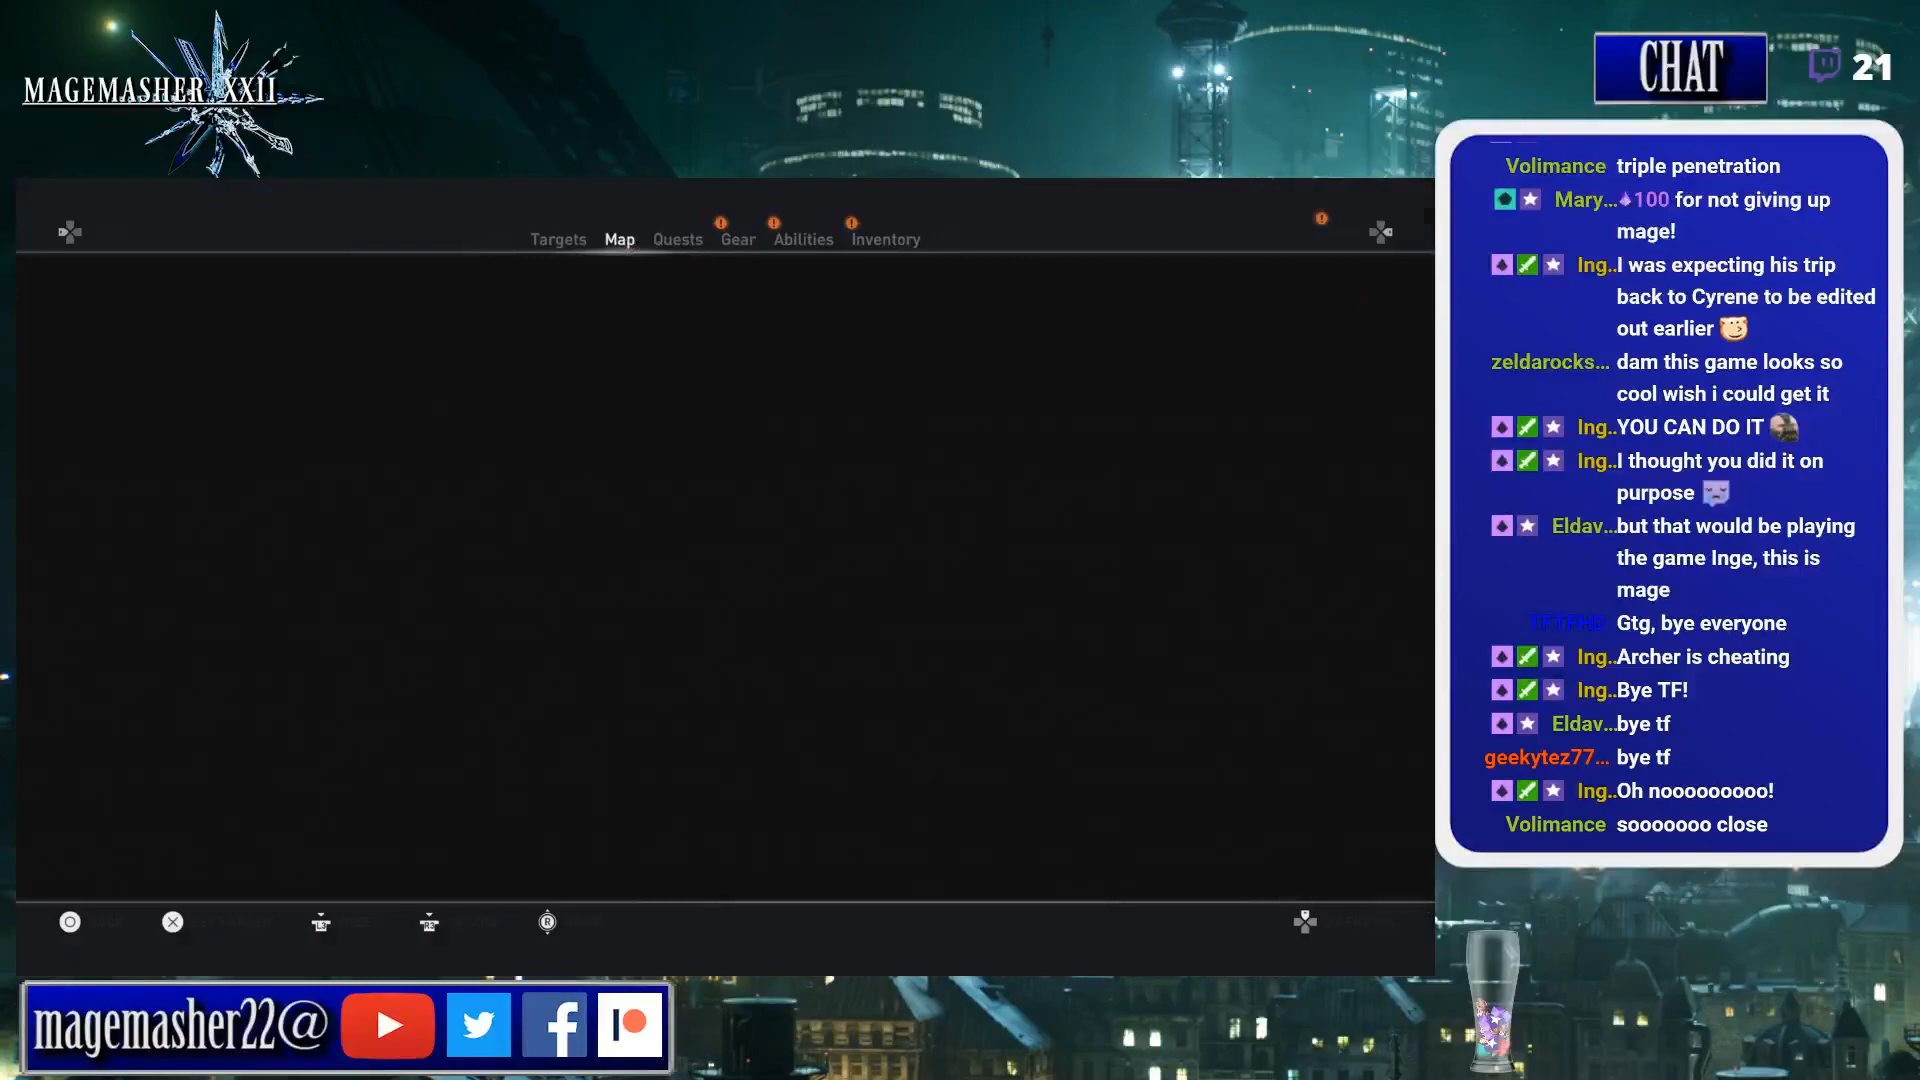 MAGEMASHER XXII
CHAT
21
Targets Map Quests Gear Abilities Inventory
Volimance triple penetration
Mary... 100 for not giving up
mage!
Ing.. I was expecting his trip
back to Cyrene to be edited
out earlier
zeldarocks... dam this game looks so
cool wish i could get it
Ing.. YOU CAN DO IT
Ing.. I thought you did it on
purpose
Eldav... but that would be playing
the game Inge, this is
mage
TFTFHD Gtg, bye everyone
Ing.. Archer is cheating
Ing.. Bye TF!
Eldav... bye tf
geekytez77... bye tf
Ing.. Oh nooooooooo!
Volimance sooooooo close
L3 R3 R
magemasher22@